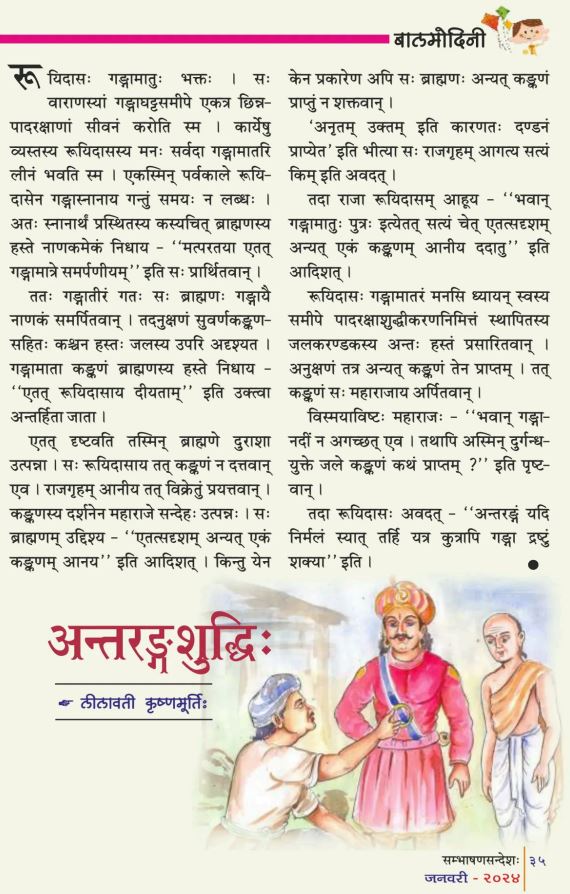 बालमोदिनी
रूयिदासः गङ्गामातुः भक्तः । सः
वाराणस्यां गङ्गाघट्टसमीपे एकत्र छिन्न-
पादरक्षाणां सीवनं करोति स्म । कार्येषु
व्यस्तस्य रूयिदासस्य मनः सर्वदा गङ्गामातरि
लीनं भवति स्म । एकस्मिन् पर्वकाले रूयि-
दासेन गङ्गास्नानाय गन्तुं समयः न लब्धः ।
अतः स्नानार्थं प्रस्थितस्य कस्यचित् ब्राह्मणस्य
हस्ते नाणकमेकं निधाय - ‘‘मत्परतया एतत्
गङ्गामात्रे समर्पणीयम्’’ इति सः प्रार्थितवान् ।
ततः गङ्गातीरं गतः सः ब्राह्मणः गङ्गायै
नाणकं समर्पितवान् । तदनुक्षणं सुवर्णकङ्कण-
सहितः कश्चन हस्तः जलस्य उपरि अदृश्यत ।
गङ्गामाता कङ्कणं ब्राह्मणस्य हस्ते निधाय -
‘‘एतत् रूयिदासाय दीयताम्’’ इति उक्त्वा
अन्तर्हिता जाता ।
एतत् दृष्टवति तस्मिन् ब्राह्मणे दुराशा
उत्पन्ना । सः रूयिदासाय तत् कङ्कणं न दत्तवान्
एव । राजगृहम् आनीय तत् विक्रेतुं प्रयत्तवान् ।
कङ्कणस्य दर्शनेन महाराजे सन्देहः उत्पन्नः । सः
ब्राह्मणम् उद्दिश्य - ‘‘एतत्सदृशम् अन्यत् एकं
कङ्कणम् आनय’’ इति आदिशत् । किन्तु येन
केन प्रकारेण अपि सः ब्राह्मणः अन्यत् कङ्कणं
प्राप्तुं न शक्तवान् ।
‘अनृतम् उक्तम् इति कारणतः दण्डनं
प्राप्येत’ इति भीत्या सः राजगृहम् आगत्य सत्यं
किम् इति अवदत् ।
तदा राजा रूयिदासम् आहूय - ‘‘भवान्
गङ्गामातुः पुत्रः इत्येतत् सत्यं चेत् एतत्सदृशम्
अन्यत् एकं कङ्कणम् आनीय ददातु’’ इति
आदिशत् ।
रूयिदासः गङ्गामातरं मनसि ध्यायन् स्वस्य
समीपे पादरक्षाशुद्धीकरणनिमित्तं स्थापितस्य
जलकरण्डकस्य अन्तः हस्तं प्रसारितवान् ।
अनुक्षणं तत्र अन्यत् कङ्कणं तेन प्राप्तम् । तत्
कङ्कणं सः महाराजाय अर्पितवान् ।
विस्मयाविष्टः महाराजः - ‘‘भवान् गङ्गा-
नदीं न अगच्छत् एव । तथापि अस्मिन् दुर्गन्ध-
युक्ते जले कङ्कणं कथं प्राप्तम् ?’’ इति पृष्ट-
वान् ।
तदा रूयिदासः अवदत् - ‘‘अन्तरङ्गं यदि
निर्मलं स्यात् तर्हि यत्र कुत्रापि गङ्गा द्रष्टुं
शक्या’’ इति । ●
अन्तरङ्गशुद्धिः
☛ लीलावती कृष्णमूर्तिः
सम्भाषणसन्देशः ३५
जनवरी - २०२४